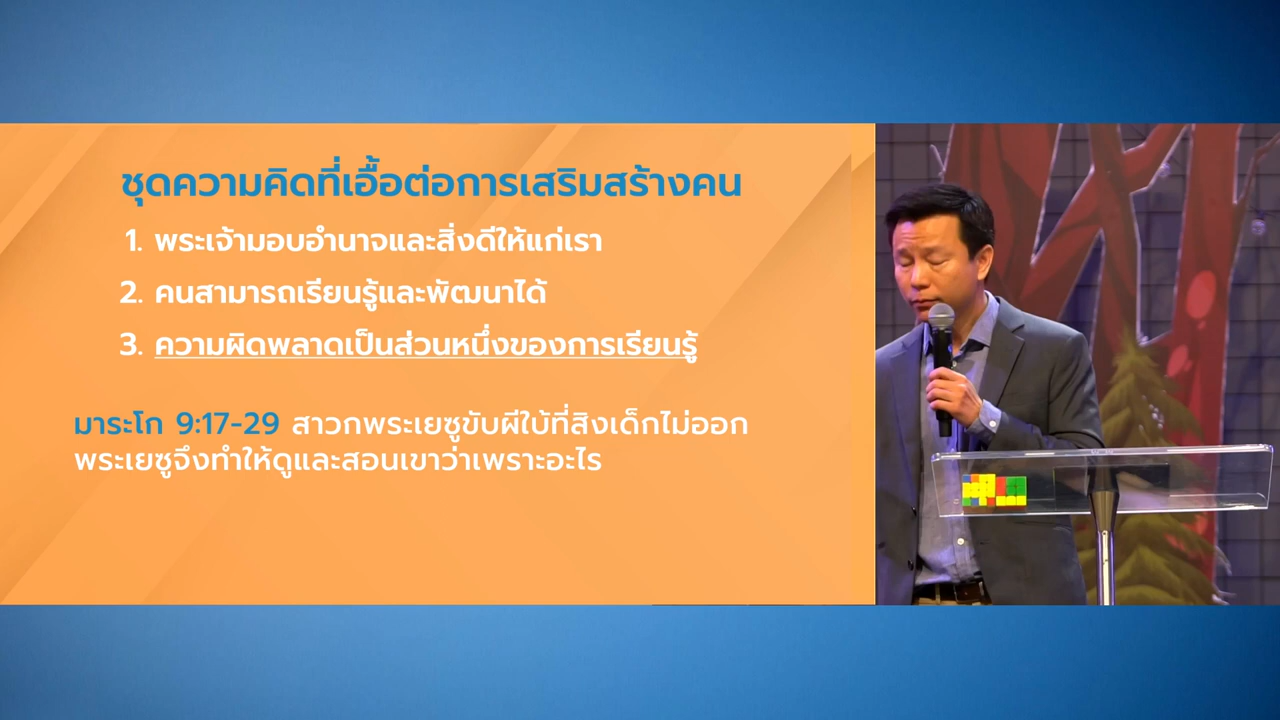 ชุดความคิดที่เอื้อต่อการเสริมสร้างคน
1. พระเจ้ามอบอำนาจและสิ่งดีให้แก่เรา
2. คนสามารถเรียนรู้และพัฒนาได้
3. ความผิดพลาดเป็นส่วนหนึ่งของการเรียนรู้
มาระโก 9:17-29 สาวกพระเยซูขับผีใบ้ที่สิงเด็กไม่ออก
พระเยซูจึงทำให้ดูและสอนเขาว่าเพราะอะไร